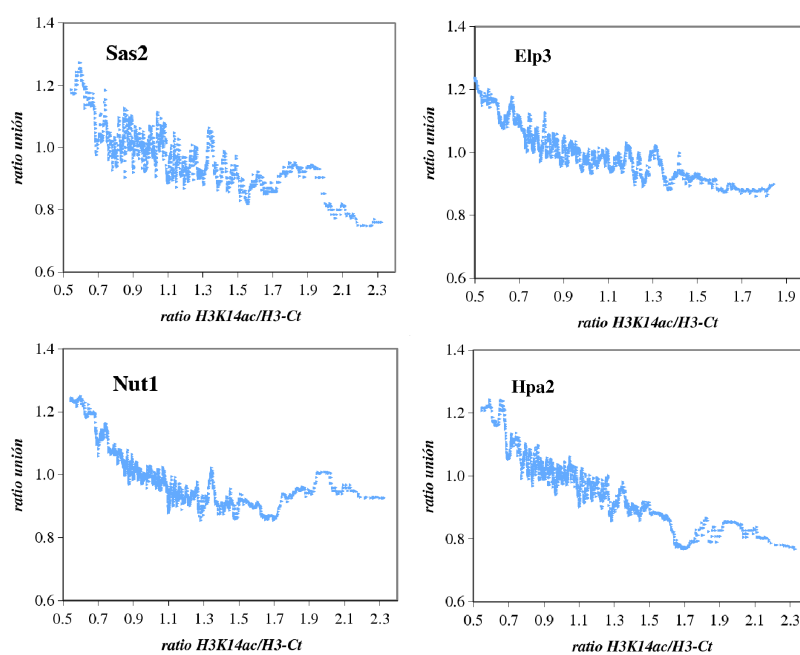 1.4
1.2
1.0
0.8
0.6
ratio unión
Sas2
0.5 0.7 0.9 1.1 1.3 1.5 1.7 1.9 2.1 2.3
ratio H3K14ac/H3-Ct
1.4
1.2
1.0
0.8
0.6
ratio unión
Elp3
0.5 0.7 0.9 1.1 1.3 1.5 1.7 1.9
ratio H3K14ac/H3-Ct
1.4
1.2
1.0
0.8
0.6
ratio unión
Nut1
0.5 0.7 0.9 1.1 1.3 1.5 1.7 1.9 2.1 2.3
ratio H3K14ac/H3-Ct
1.4
1.2
1.0
0.8
0.6
ratio unión
Hpa2
0.5 0.7 0.9 1.1 1.3 1.5 1.7 1.9 2.1 2.3
ratio H3K14ac/H3-Ct